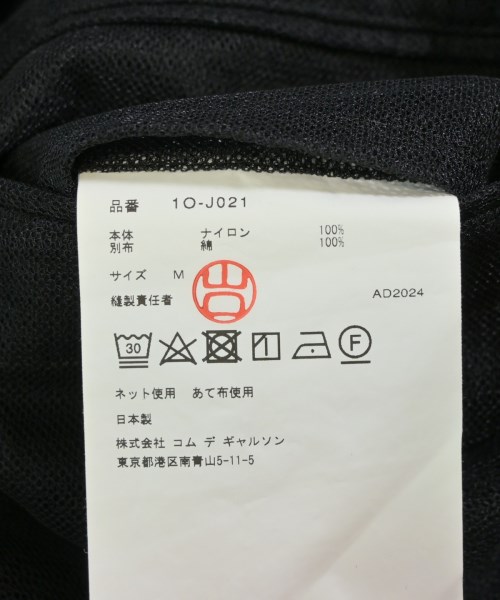 品番 1O-J021
本体 ナイロン 100%
別布 綿 100%
サイズ M
縫製責任者
AD2024
30 F
ネット使用 あて布使用
日本製
株式会社 コム デ ギャルソン
東京都港区南青山5-11-5